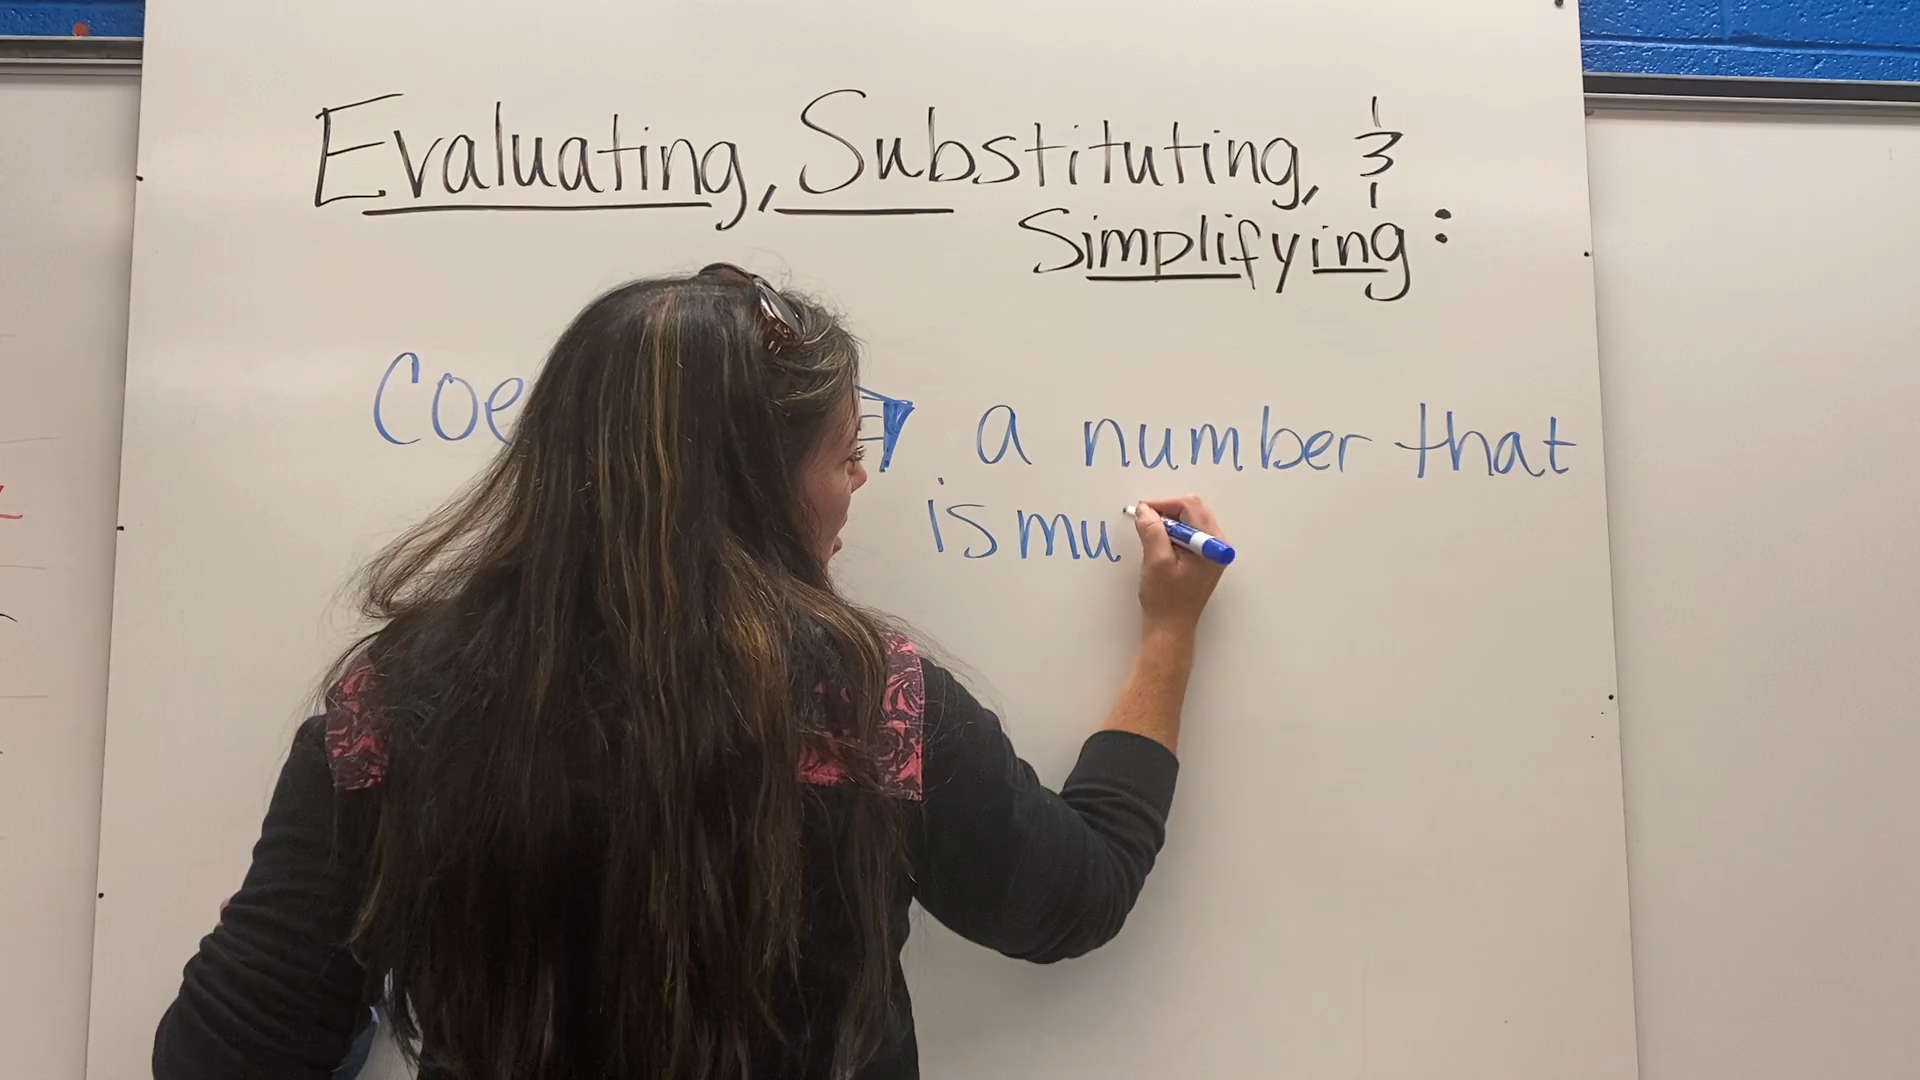 Evaluating, Substituting, &
Simplifying:
Coe
a number that
is mu